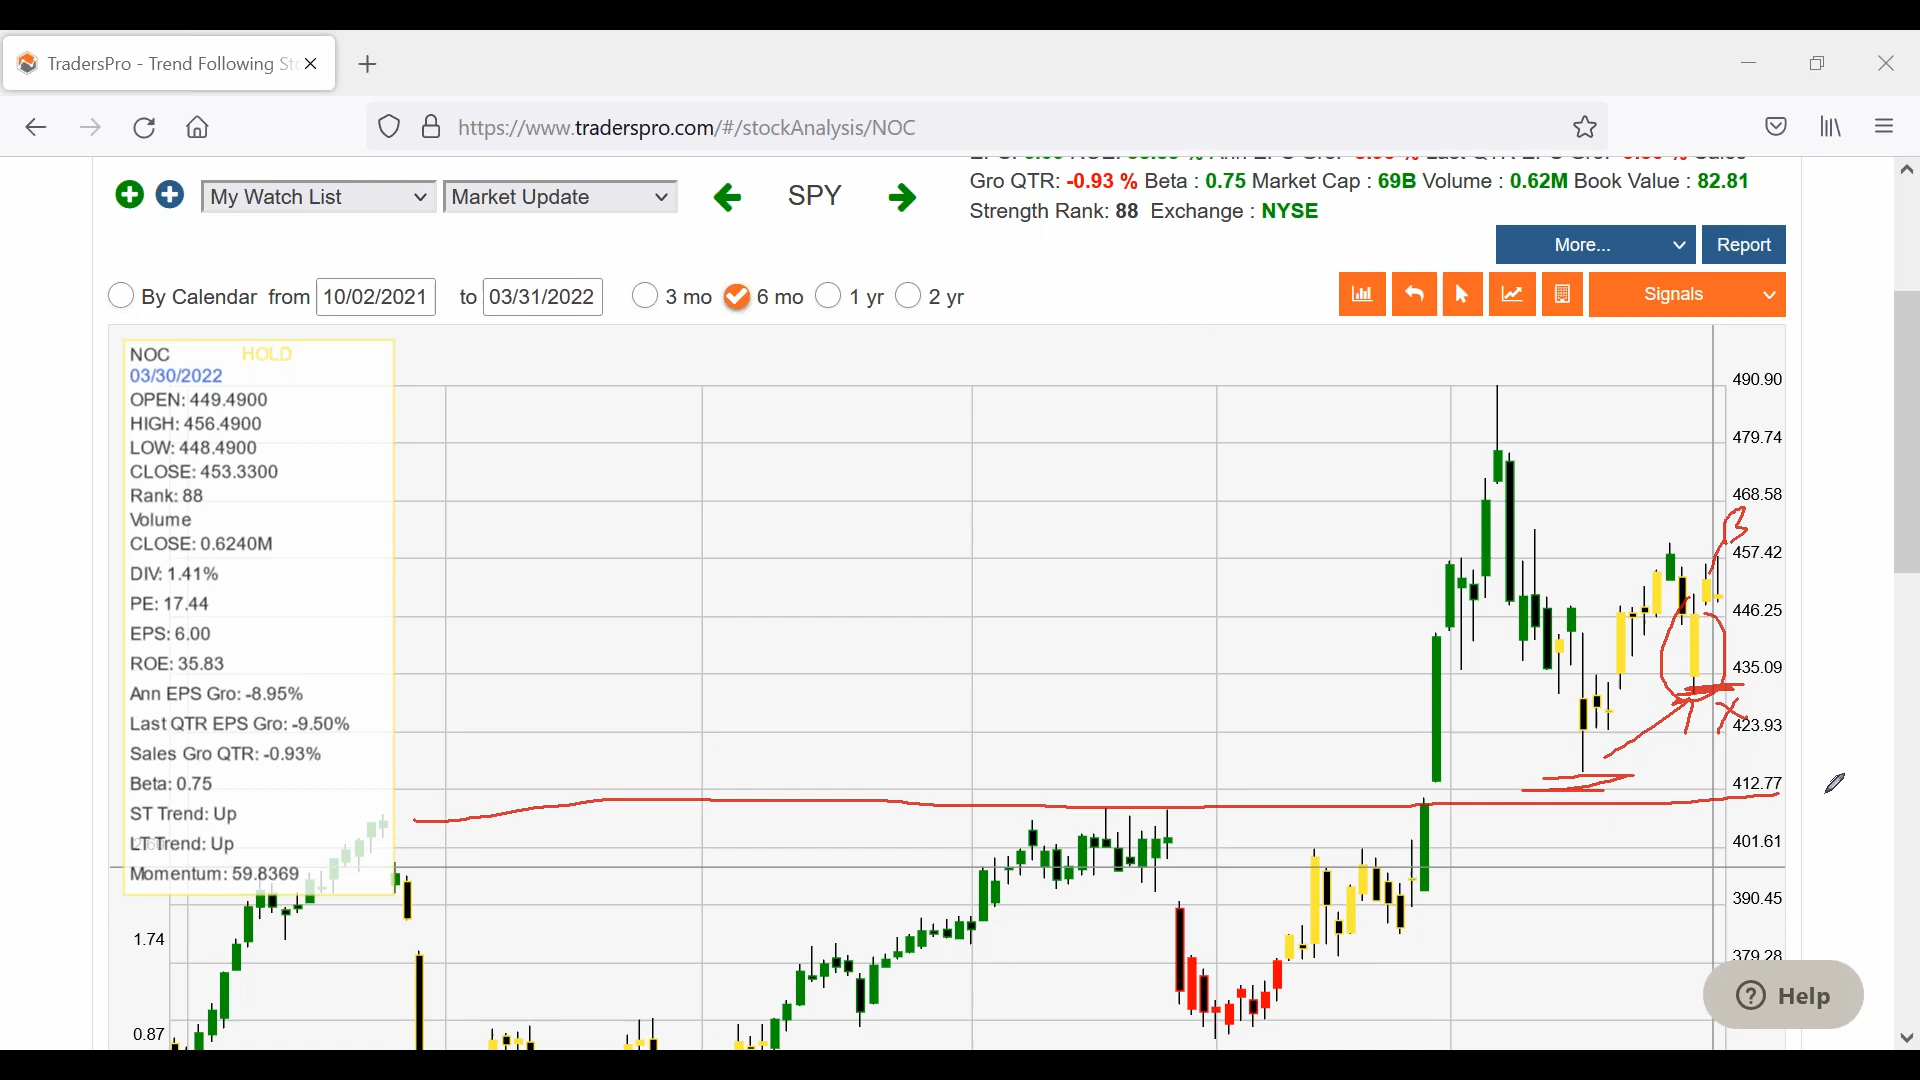 TradersPro - Trend Following St
https://www.traderspro.com/#/stockAnalysis/NOC
Gro QTR: -0.93 % Beta : 0.75 Market Cap : 69B Volume : 0.62M Book Value : 82.81
My Watch List Market Update SPY
Strength Rank: 88 Exchange : NYSE
More... Report
By Calendar from 10/02/2021 to 03/31/2022 3 mo 6 mo 1 yr 2 yr
Signals
NOC HOLD
03/30/2022
OPEN: 449.4900
HIGH: 456.4900
LOW: 448.4900
CLOSE: 453.3300
Rank: 88
Volume
CLOSE: 0.6240M
DIV: 1.41%
PE: 17.44
EPS: 6.00
ROE: 35.83
Ann EPS Gro: -8.95%
Last QTR EPS Gro: -9.50%
Sales Gro QTR: -0.93%
Beta: 0.75
ST Trend: Up
LT Trend: Up
Momentum: 59.8369
1.74
0.87
490.90
479.74
468.58
457.42
446.25
435.09
423.93
412.77
401.61
390.45
379.28
Help